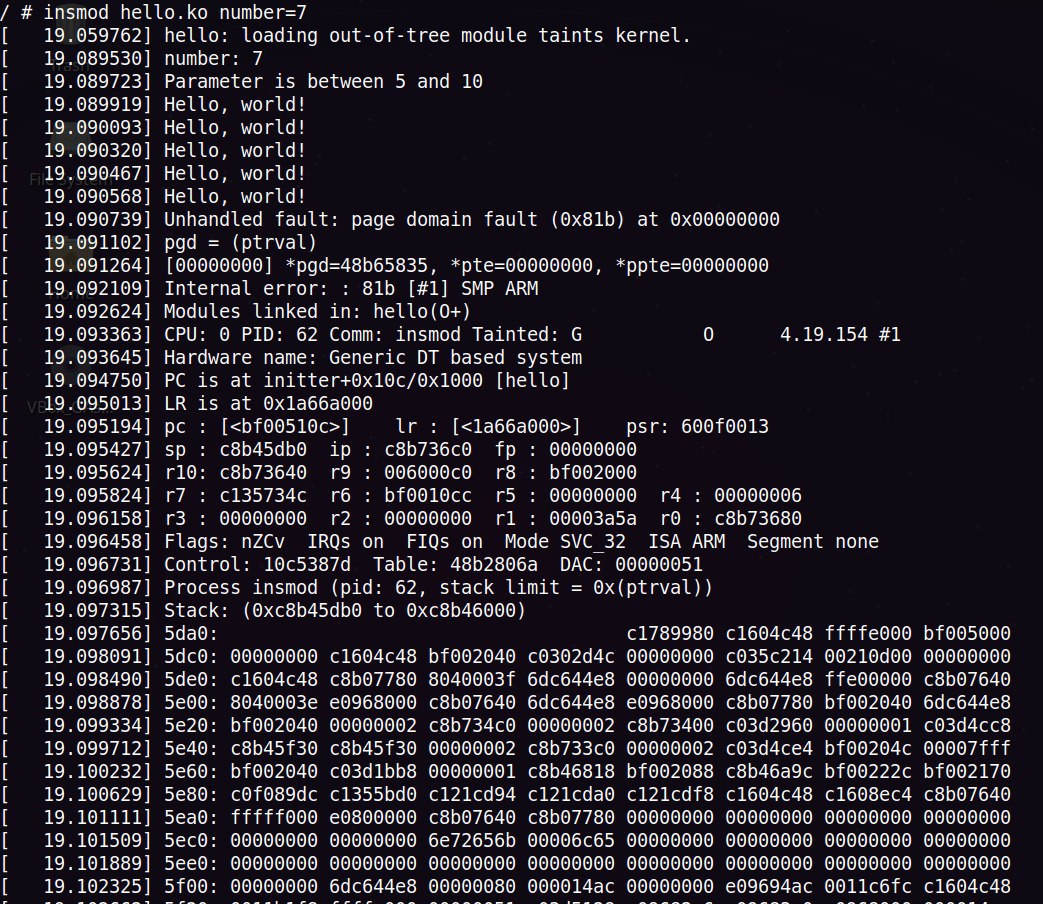 / # insmod hello.ko number=7
[   19.059762] hello: loading out-of-tree module taints kernel.
[   19.089530] number: 7
[   19.089723] Parameter is between 5 and 10
[   19.089919] Hello, world!
[   19.090093] Hello, world!
[   19.090320] Hello, world!
[   19.090467] Hello, world!
[   19.090568] Hello, world!
[   19.090739] Unhandled fault: page domain fault (0x81b) at 0x00000000
[   19.091102] pgd = (ptrval)
[   19.091264] [00000000] *pgd=48b65835, *pte=00000000, *ppte=00000000
[   19.092109] Internal error: : 81b [#1] SMP ARM
[   19.092624] Modules linked in: hello(O+)
[   19.093363] CPU: 0 PID: 62 Comm: insmod Tainted: G           O      4.19.154 #1
[   19.093645] Hardware name: Generic DT based system
[   19.094750] PC is at initter+0x10c/0x1000 [hello]
[   19.095013] LR is at 0x1a66a000
[   19.095194] pc : [<bf00510c>]    lr : [<1a66a000>]    psr: 600f0013
[   19.095427] sp : c8b45db0  ip : c8b736c0  fp : 00000000
[   19.095624] r10: c8b73640  r9 : 006000c0  r8 : bf002000
[   19.095824] r7 : c135734c  r6 : bf0010cc  r5 : 00000000  r4 : 00000006
[   19.096158] r3 : 00000000  r2 : 00000000  r1 : 00003a5a  r0 : c8b73680
[   19.096458] Flags: nZCv  IRQs on  FIQs on  Mode SVC_32  ISA ARM  Segment none
[   19.096731] Control: 10c5387d  Table: 48b2806a  DAC: 00000051
[   19.096987] Process insmod (pid: 62, stack limit = 0x(ptrval))
[   19.097315] Stack: (0xc8b45db0 to 0xc8b46000)
[   19.097656] 5da0:                                     c1789980 c1604c48 ffffe000 bf005000
[   19.098091] 5dc0: 00000000 c1604c48 bf002040 c0302d4c 00000000 c035c214 00210d00 00000000
[   19.098490] 5de0: c1604c48 c8b07780 8040003f 6dc644e8 00000000 6dc644e8 ffe00000 c8b07640
[   19.098878] 5e00: 8040003e e0968000 c8b07640 6dc644e8 e0968000 c8b07780 bf002040 6dc644e8
[   19.099334] 5e20: bf002040 00000002 c8b734c0 00000002 c8b73400 c03d2960 00000001 c03d4cc8
[   19.099712] 5e40: c8b45f30 c8b45f30 00000002 c8b733c0 00000002 c03d4ce4 bf00204c 00007fff
[   19.100232] 5e60: bf002040 c03d1bb8 00000001 c8b46818 bf002088 c8b46a9c bf00222c bf002170
[   19.100629] 5e80: c0f089dc c1355bd0 c121cd94 c121cda0 c121cdf8 c1604c48 c1608ec4 c8b07640
[   19.101111] 5ea0: fffff000 e0800000 c8b07640 c8b07780 00000000 00000000 00000000 00000000
[   19.101509] 5ec0: 00000000 00000000 6e72656b 00006c65 00000000 00000000 00000000 00000000
[   19.101889] 5ee0: 00000000 00000000 00000000 00000000 00000000 00000000 00000000 00000000
[   19.102325] 5f00: 00000000 6dc644e8 00000080 000014ac 00000000 e09694ac 0011c6fc c1604c48
Trash
File System
Home